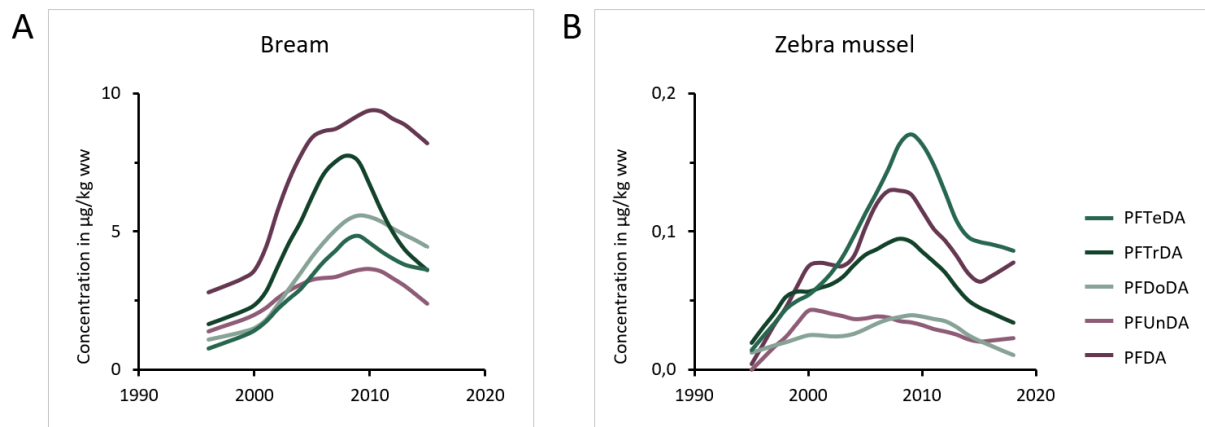 A
Bream
Concentration in µg/kg ww
10
5
0
1990 2000 2010 2020
B
Zebra mussel
Concentration in µg/kg ww
0,2
0,1
0,0
1990 2000 2010 2020
PFTeDA
PFTrDA
PFDoDA
PFUnDA
PFDA